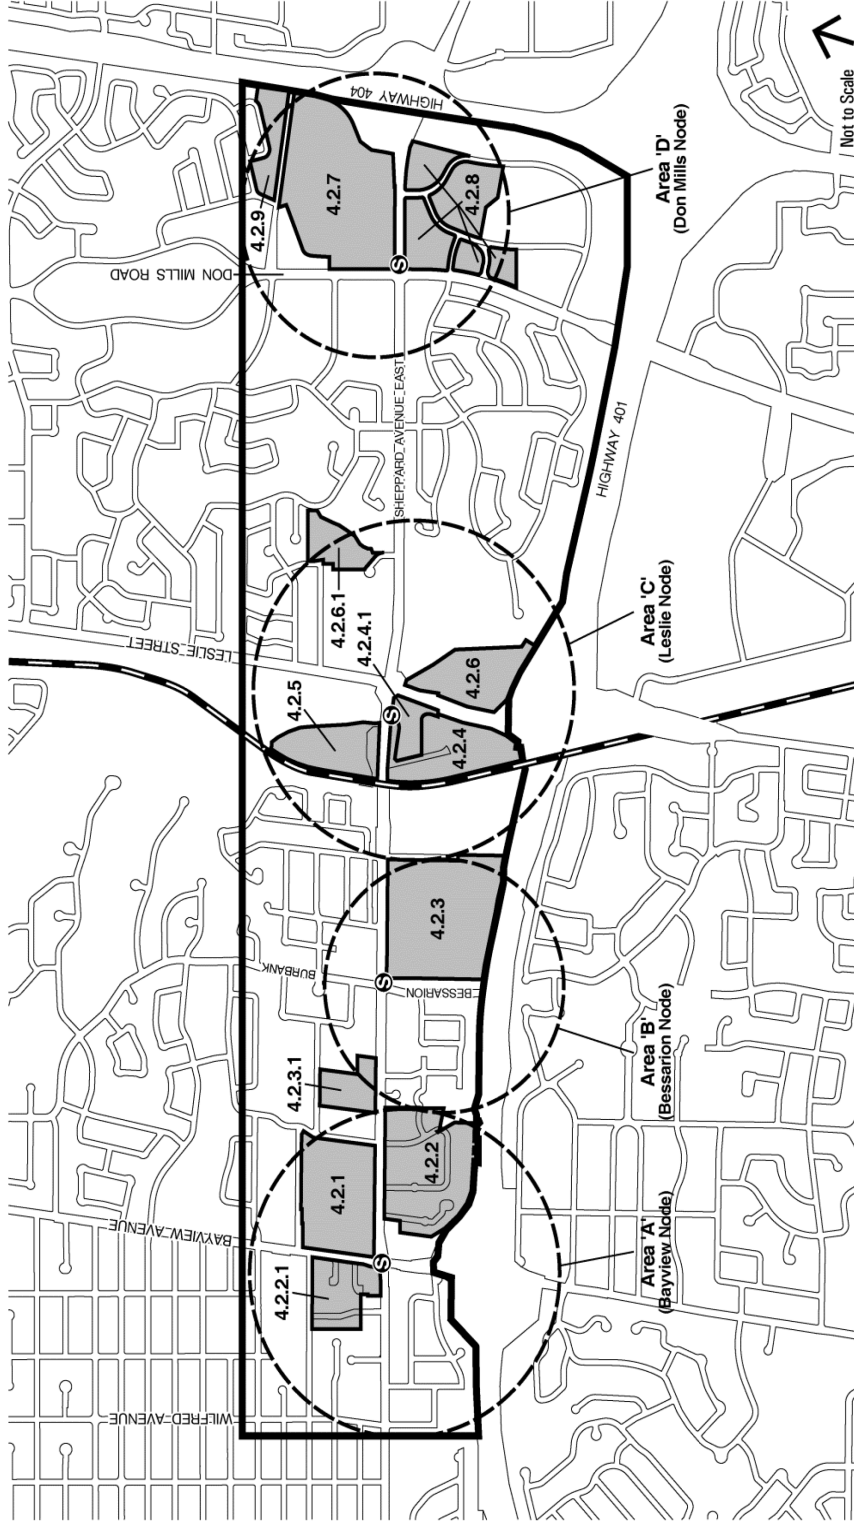 WILFRED AVENUE
BAYVIEW AVENUE
4.2.2.1
4.2.1
4.2.2
4.2.3.1
S
Area 'A'
(Bayview Node)
BURBANK
BESSARION
S
4.2.3
Area 'B'
(Bessarion Node)
LESLIE STREET
4.2.5
4.2.4
4.2.4.1
4.2.6.1
4.2.6
S
Area 'C'
(Leslie Node)
SHEPPARD AVENUE EAST
HIGHWAY 401
DON MILLS ROAD
4.2.9
4.2.7
4.2.8
S
HIGHWAY 404
Area 'D'
(Don Mills Node)
Not to Scale